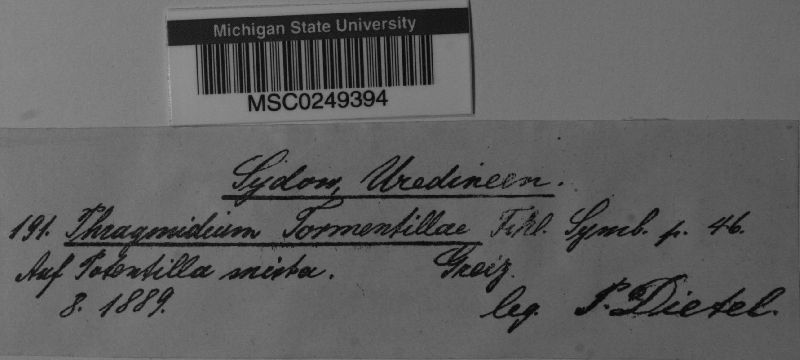 Michigan State University
MSC0249394
Sydow, Uredineen.
191. Phragmidium Tormentillae Fckl. Symb. p. 46.
Auf Potentilla mixta. Greiz.
8. 1889. leg. P. Dietel.